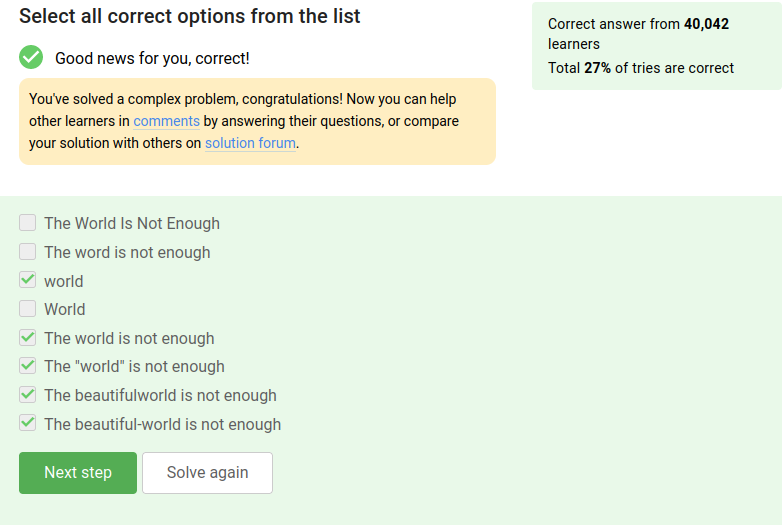 Select all correct options from the list
Good news for you, correct!
You've solved a complex problem, congratulations! Now you can help
other learners in comments by answering their questions, or compare
your solution with others on solution forum.
Correct answer from 40,042
learners
Total 27% of tries are correct
The World Is Not Enough
The word is not enough
world
World
The world is not enough
The "world" is not enough
The beautifulworld is not enough
The beautiful-world is not enough
Next step
Solve again